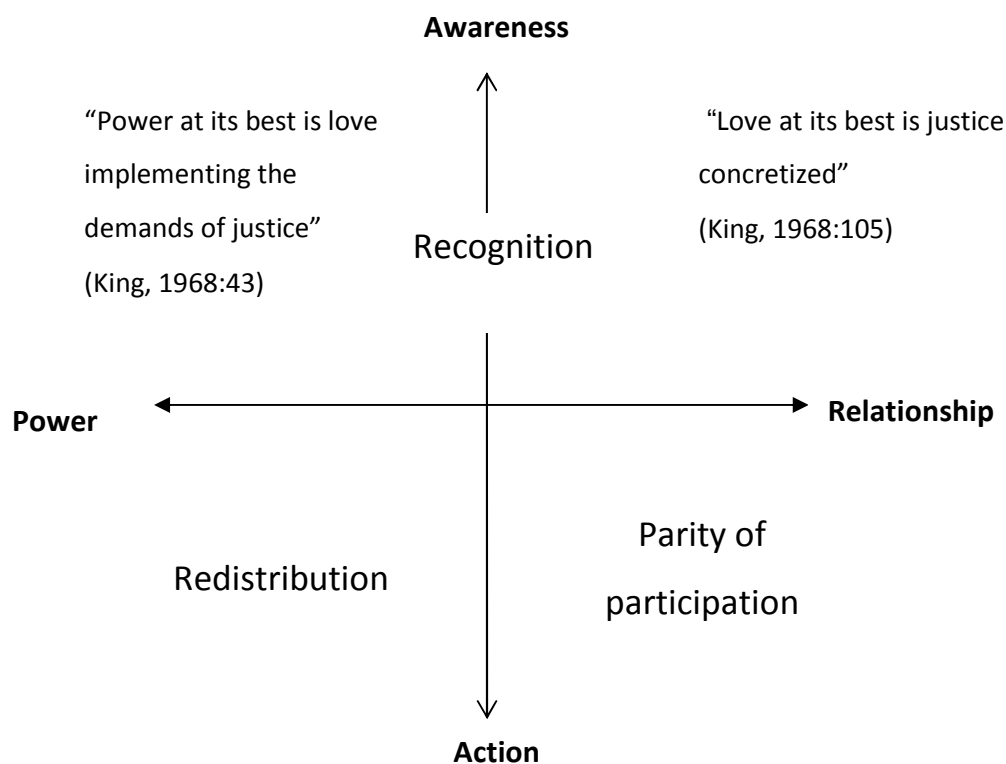 Awareness
“Power at its best is love
implementing the
demands of justice”
(King, 1968:43)
“Love at its best is justice
concretized”
(King, 1968:105)
Recognition
Power
Relationship
Redistribution
Parity of
participation
Action